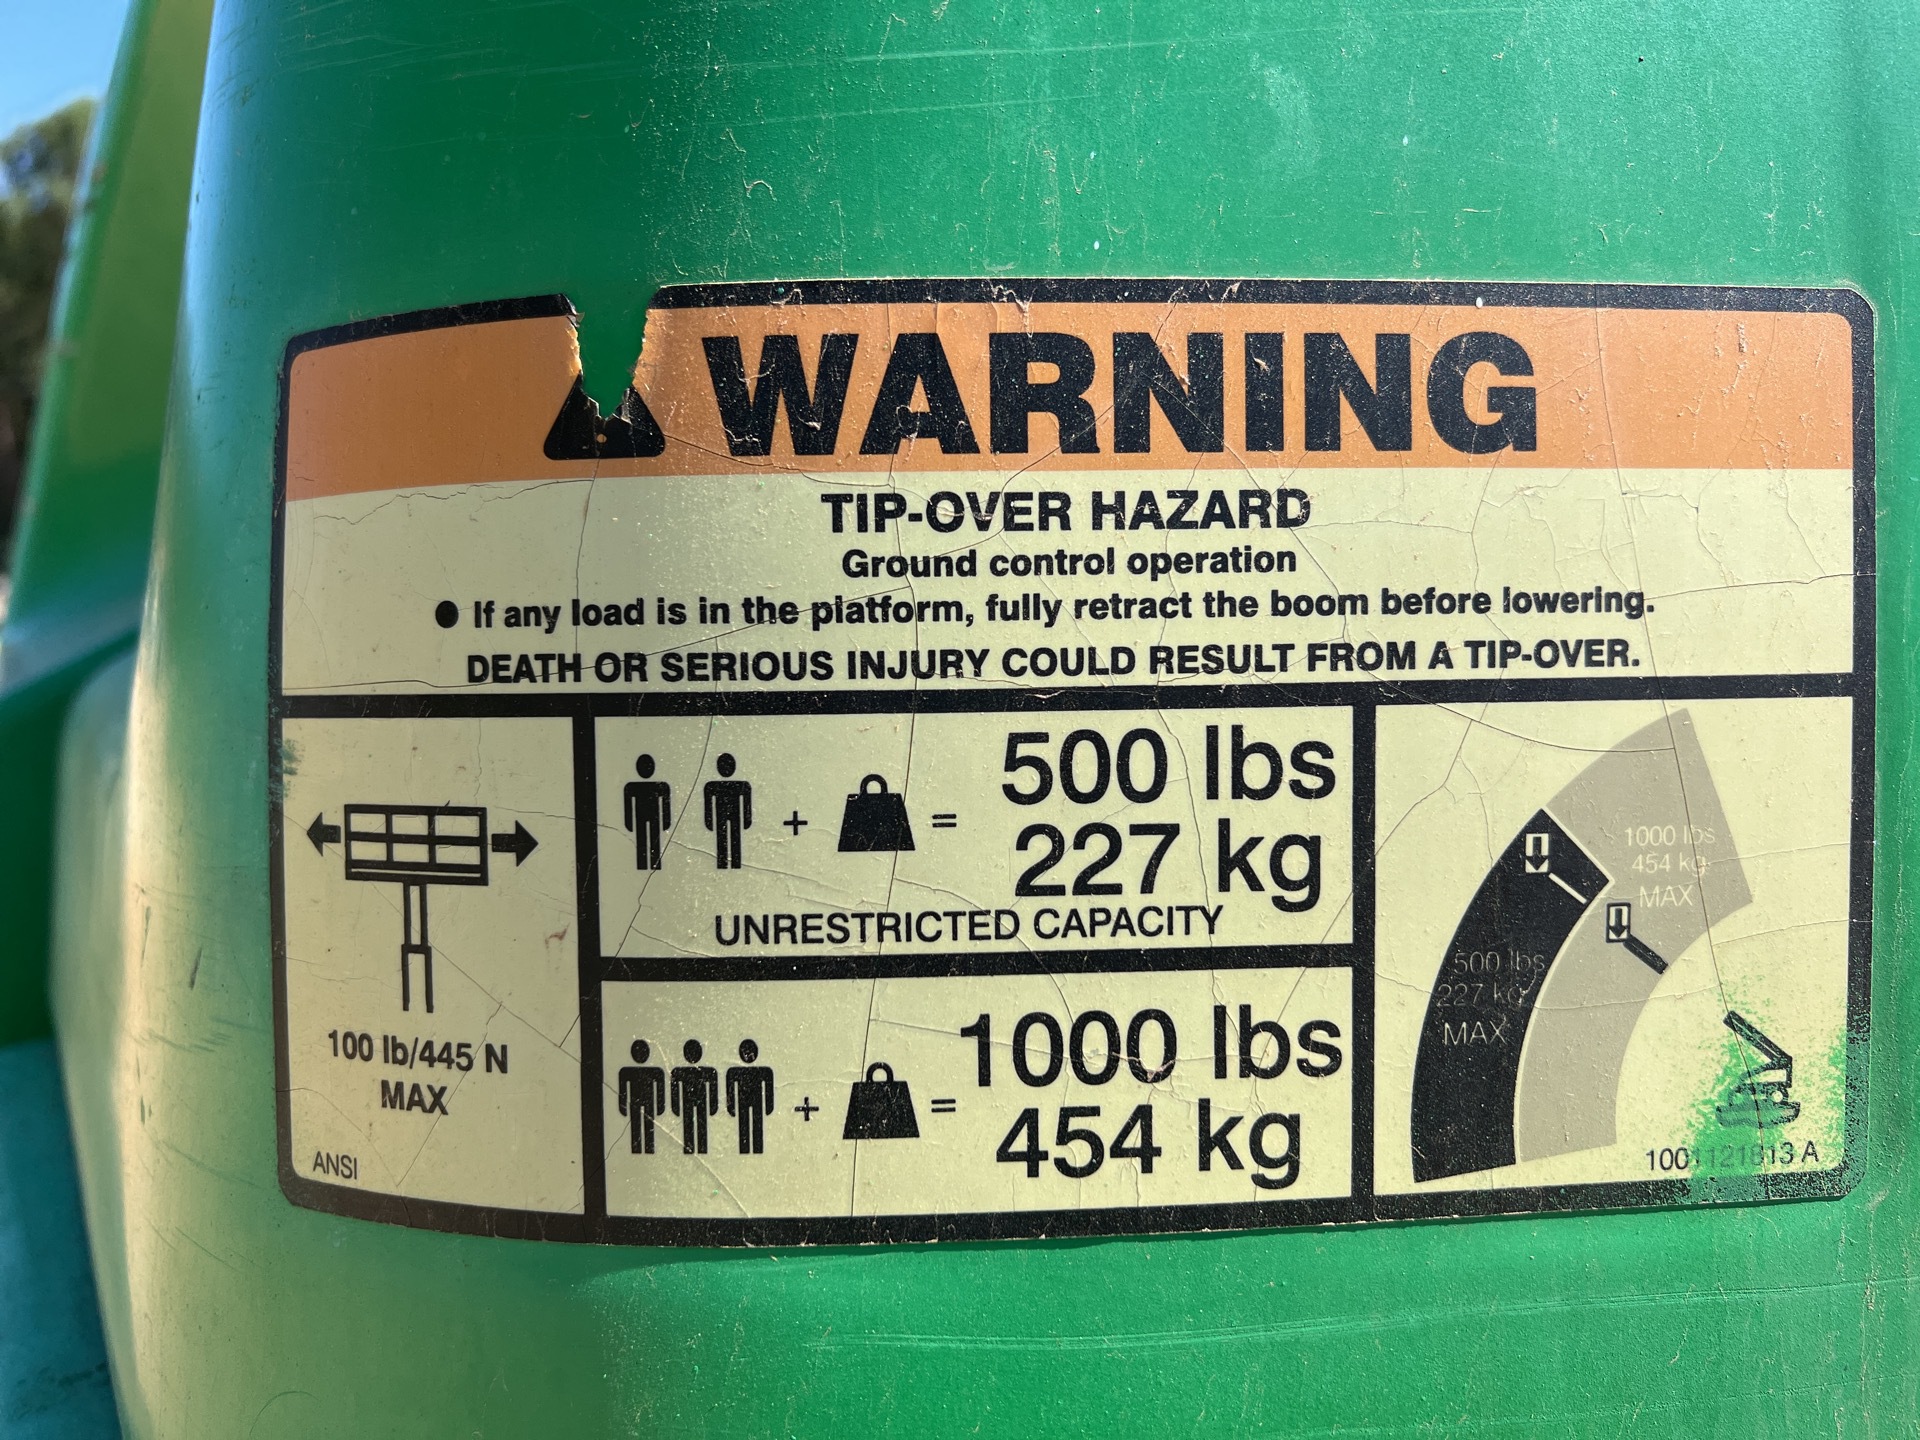 WARNING
TIP-OVER HAZARD
Ground control operation
● If any load is in the platform, fully retract the boom before lowering.
DEATH OR SERIOUS INJURY COULD RESULT FROM A TIP-OVER.
100 lb/445 N
MAX
ANSI
+ = 500 lbs
227 kg
UNRESTRICTED CAPACITY
+ = 1000 lbs
454 kg
1000 lbs
454 kg
MAX
500 lbs
227 kg
MAX
1001121813 A